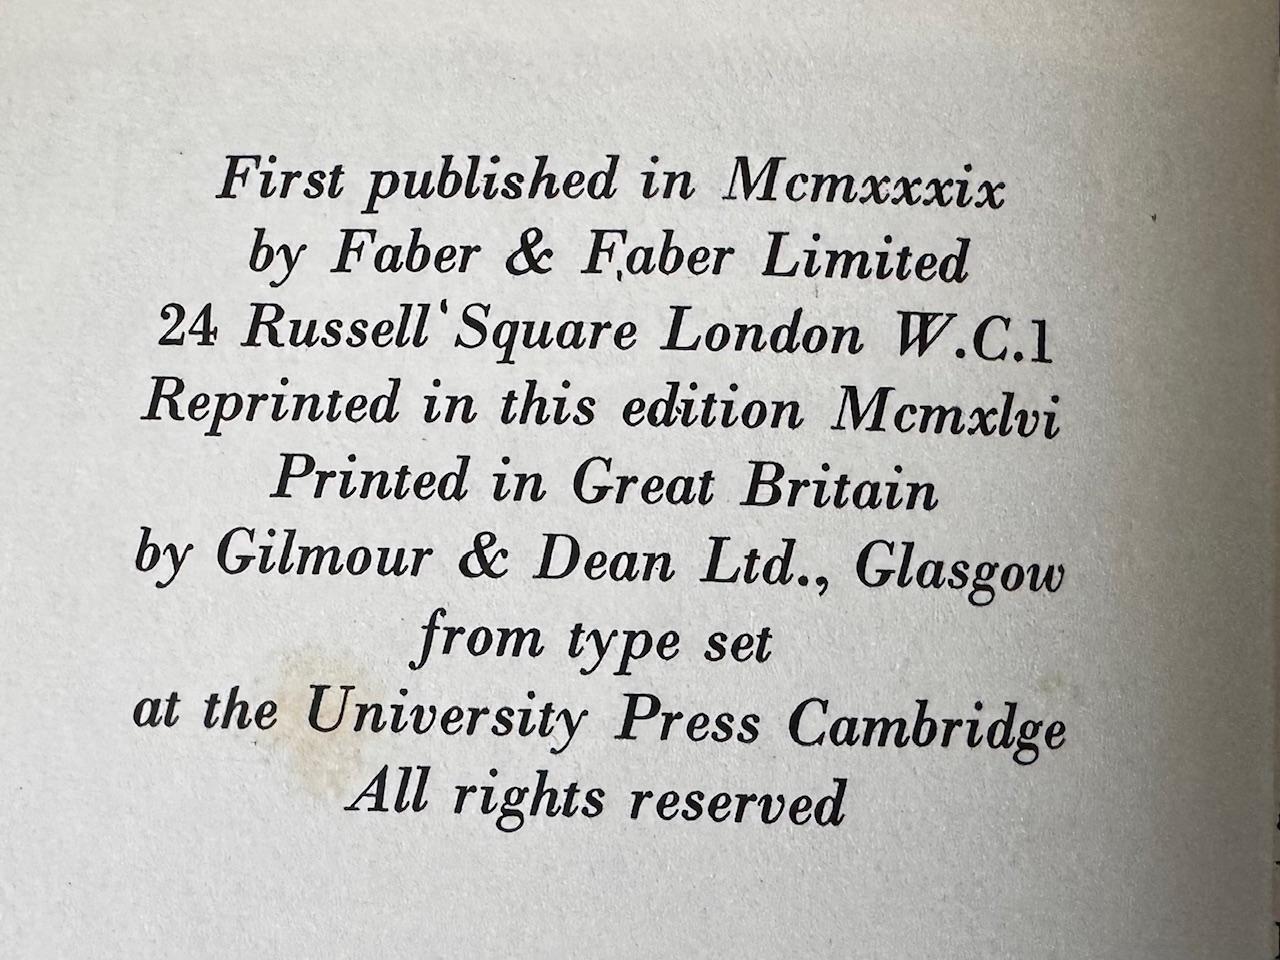 First published in Mcmxxxix
by Faber & Faber Limited
24 Russell Square London W.C.1
Reprinted in this edition Mcmxlvi
Printed in Great Britain
by Gilmour & Dean Ltd., Glasgow
from type set
at the University Press Cambridge
All rights reserved